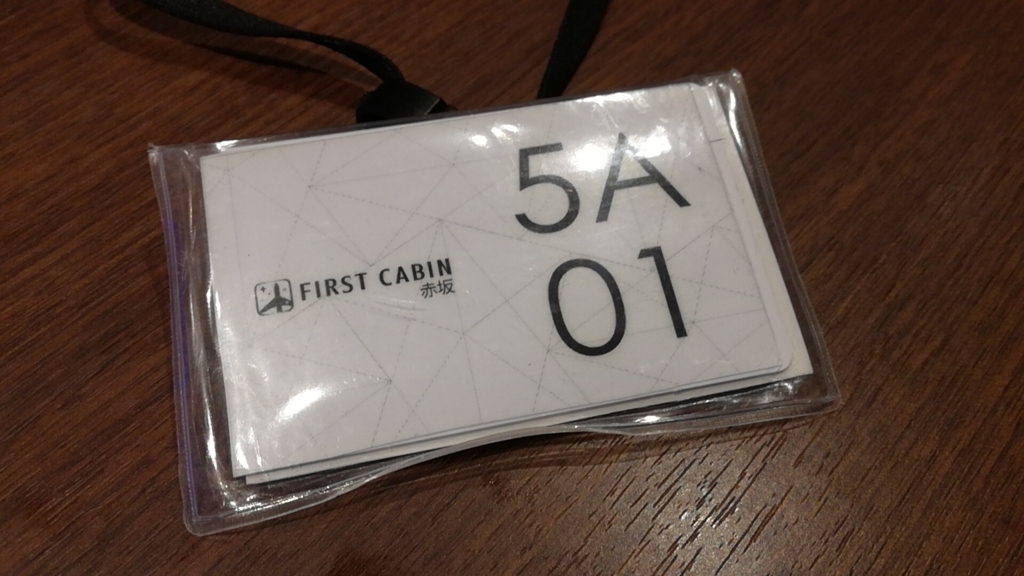 FIRST CABIN
赤坂
5A
01